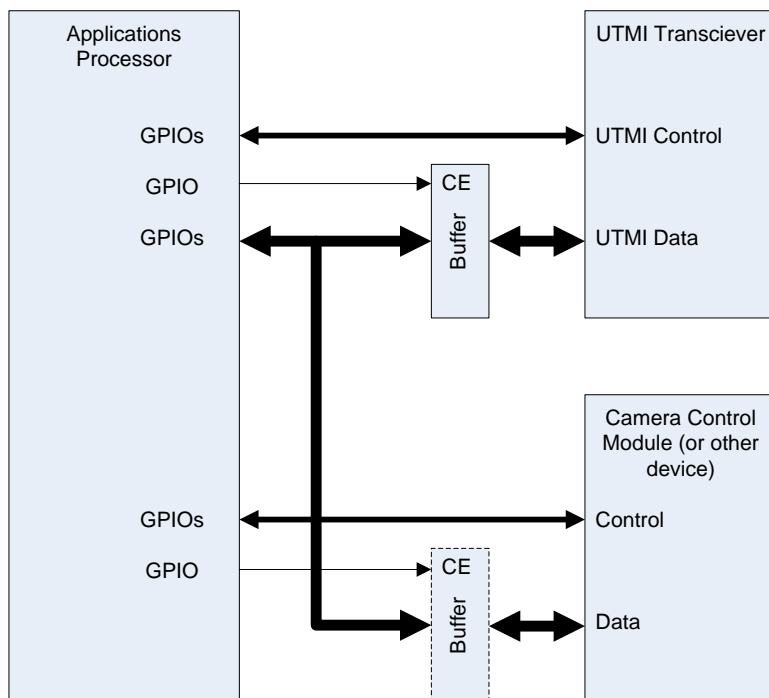 Applications
Processor
UTMI Transciever
GPIOs
UTMI Control
GPIO
CE
GPIOs
Buffer
UTMI Data
Camera Control
Module (or other
device)
GPIOs
Control
GPIO
CE
Buffer
Data